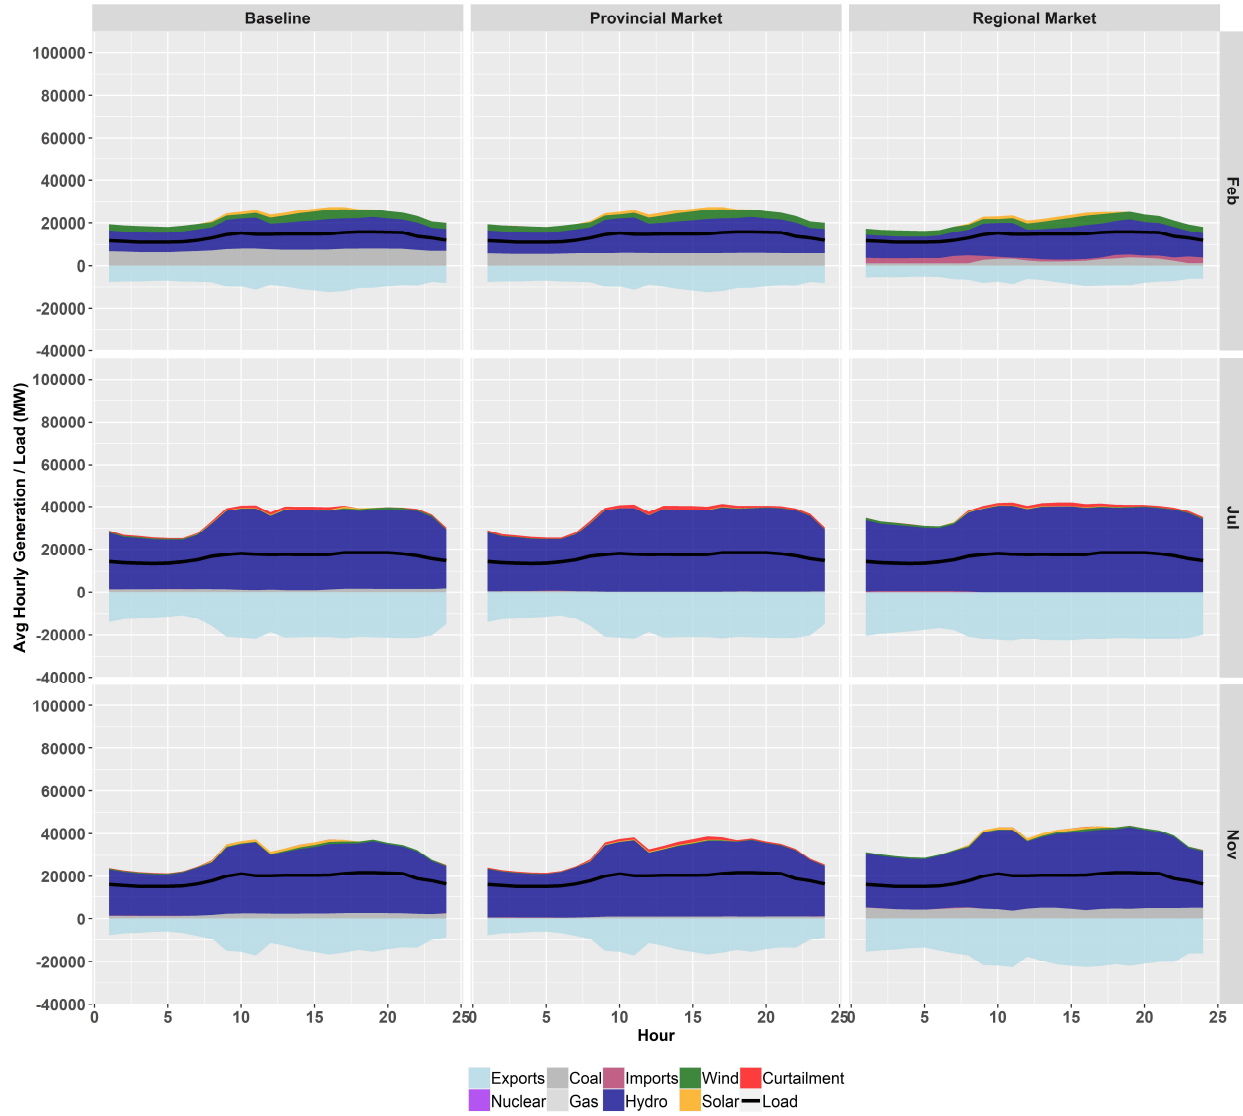 Baseline Provincial Market Regional Market
Avg Hourly Generation / Load (MW)
100000
80000
60000
40000
20000
0
-20000
-40000
Feb
100000
80000
60000
40000
20000
0
-20000
-40000
Jul
100000
80000
60000
40000
20000
0
-20000
-40000
Nov
0 5 10 15 20 25 0 5 10 15 20 25 0 5 10 15 20 25
Hour
Exports Coal Imports Wind Curtailment
Nuclear Gas Hydro Solar Load